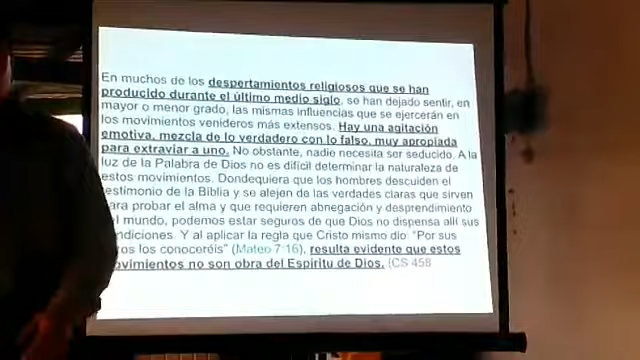 En muchos de los despertamientos religiosos que se han
producido durante el último medio siglo, se han dejado sentir, en
mayor o menor grado, las mismas influencias que se ejercerán en
los movimientos venideros más extensos. Hay una agitación
emotiva, mezcla de lo verdadero con lo falso, muy apropiada
para extraviar a uno. No obstante, nadie necesita ser seducido. A la
luz de la Palabra de Dios no es difícil determinar la naturaleza de
estos movimientos. Dondequiera que los hombres descuiden el
testimonio de la Biblia y se alejen de las verdades claras que sirven
para probar el alma y que requieren abnegación y desprendimiento
mundo, podemos estar seguros de que Dios no dispensa allí sus
ndiciones. Y al aplicar la regla que Cristo mismo dio: "Por sus
os los conoceréis" (Mateo 7:16), resulta evidente que estos
ovimientos no son obra del Espíritu de Dios. {CS 458